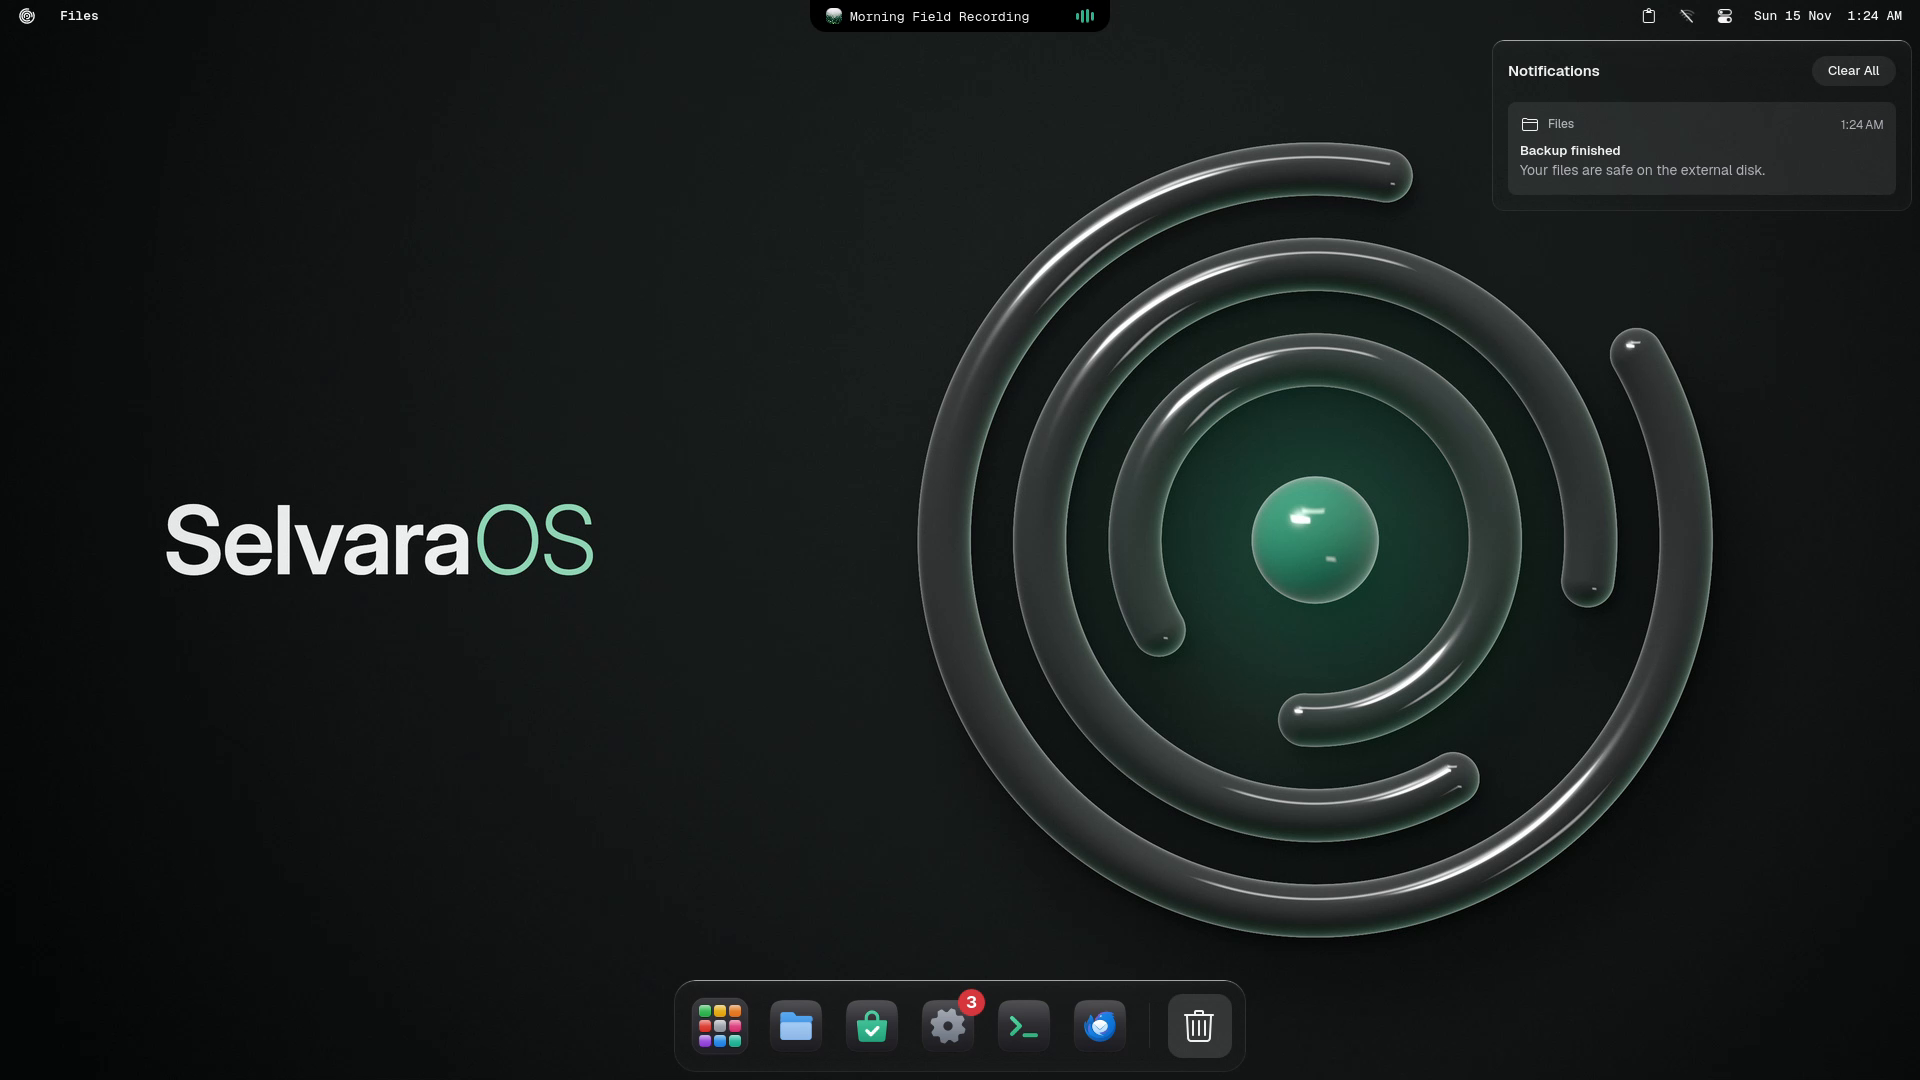 Files
Morning Field Recording
Sun 15 Nov 1:24 AM
Notifications
Clear All
Files
1:24 AM
Backup finished
Your files are safe on the external disk.
SelvaraOS
3